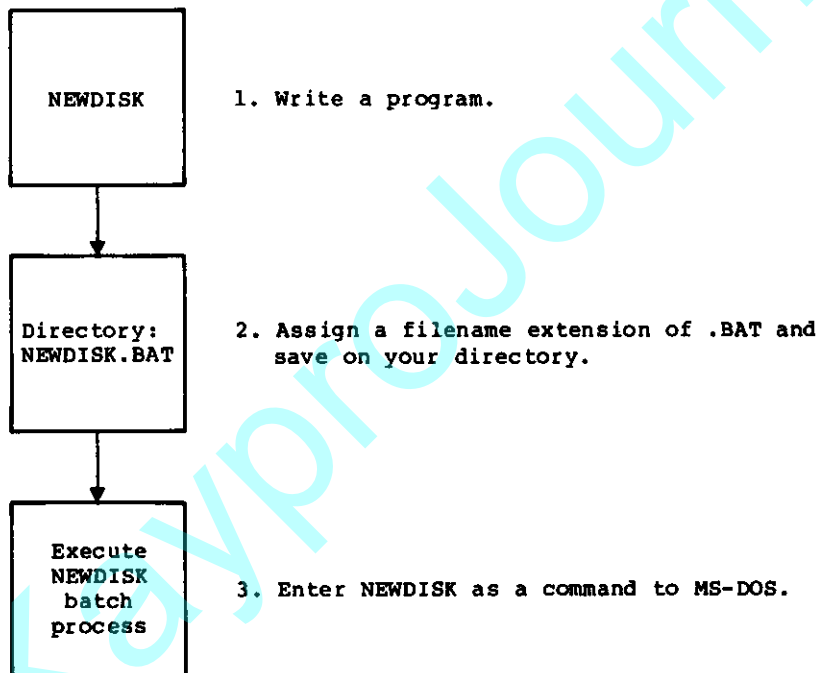 NEWDISK
1. Write a program.
Directory:
NEWDISK.BAT
2. Assign a filename extension of .BAT and
save on your directory.
Execute
NEWDISK
batch
process
3. Enter NEWDISK as a command to MS-DOS.
KayproJourn